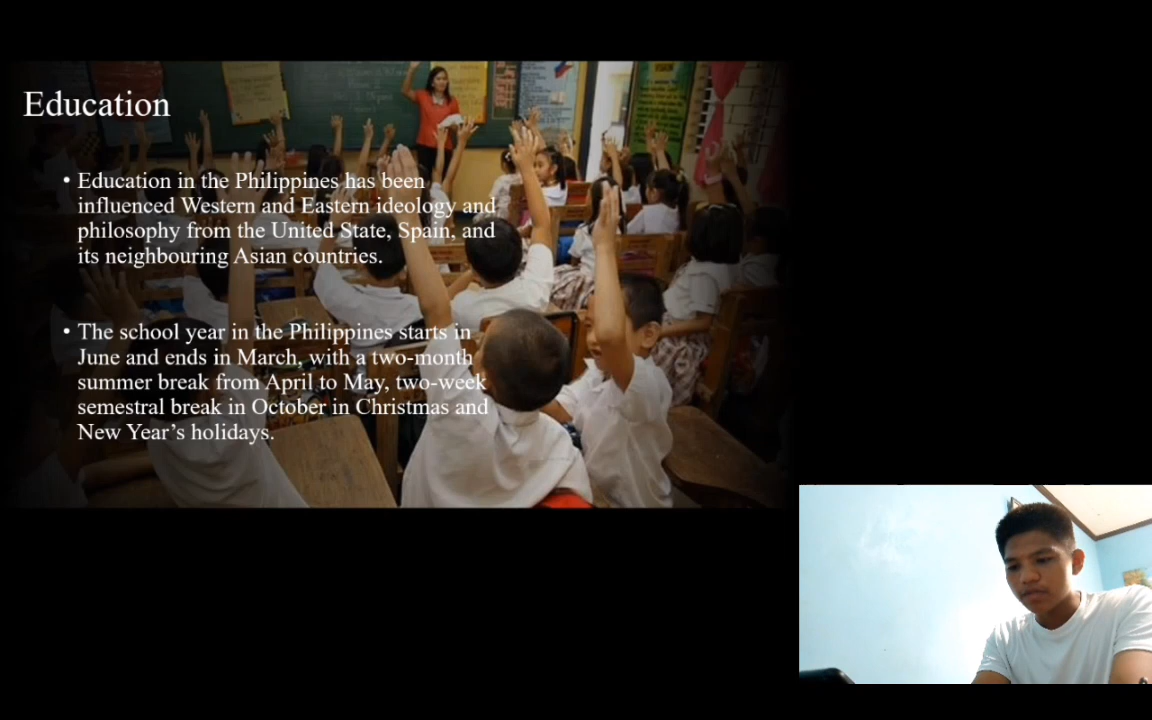 Education
• Education in the Philippines has been
influenced Western and Eastern ideology and
philosophy from the United State, Spain, and
its neighbouring Asian countries.
• The school year in the Philippines starts in
June and ends in March, with a two-month
summer break from April to May, two-week
semestral break in October in Christmas and
New Year’s holidays.